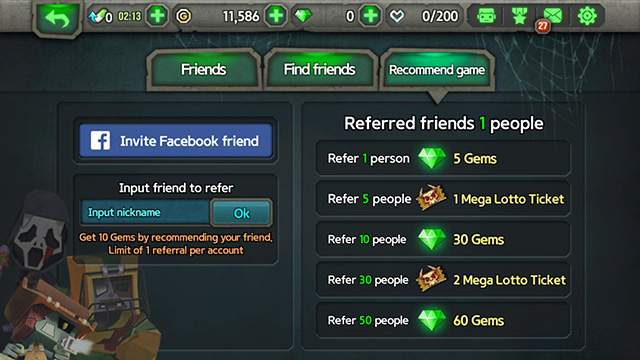 0 02:13
G 11,586
0
0/200
27
Friends
Find friends
Recommend game
f Invite Facebook friend
Input friend to refer
Input nickname
Ok
Get 10 Gems by recommending your friend,
Limit of 1 referral per account
Referred friends 1 people
Refer 1 person 5 Gems
Refer 5 people 1 Mega Lotto Ticket
Refer 10 people 30 Gems
Refer 30 people 2 Mega Lotto Ticket
Refer 50 people 60 Gems